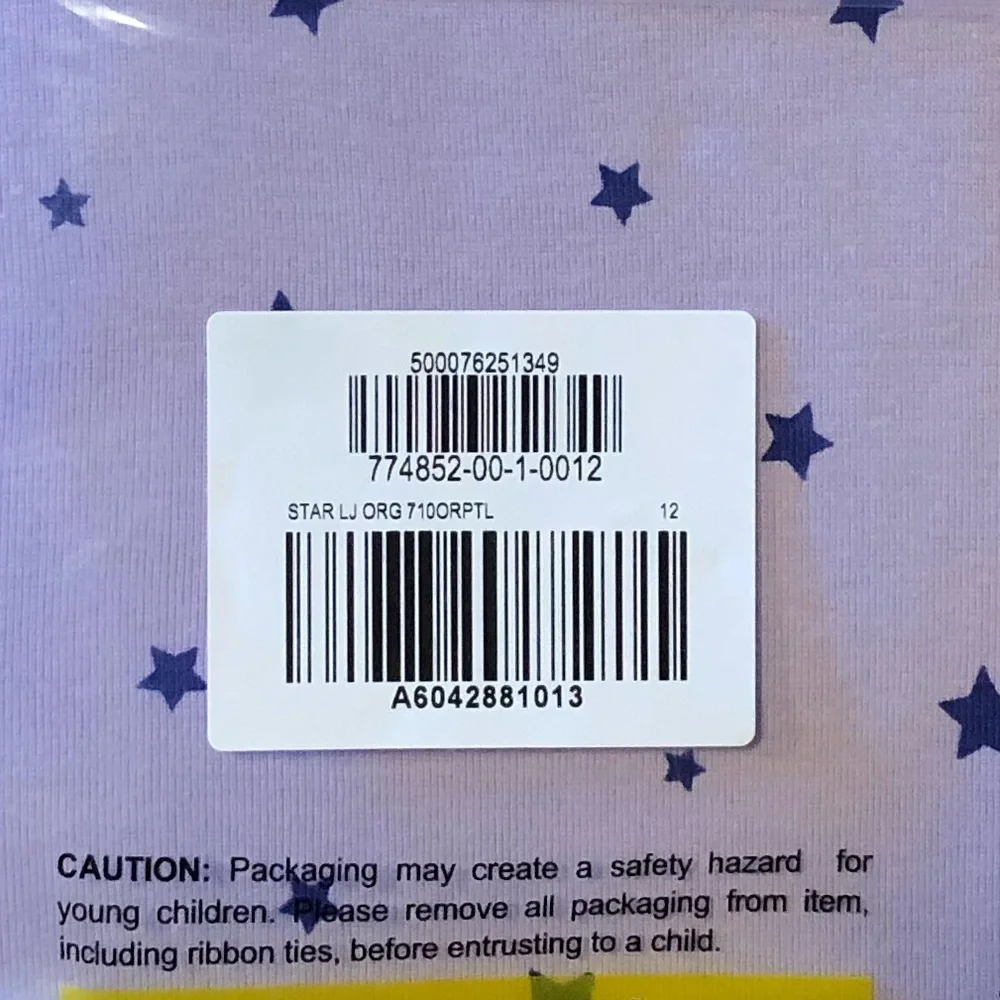 500076251349
774852-00-1-0012
STAR LJ ORG 710ORPTL 12
A6042881013
CAUTION: Packaging may create a safety hazard for
young children. Please remove all packaging from item,
including ribbon ties, before entrusting to a child.